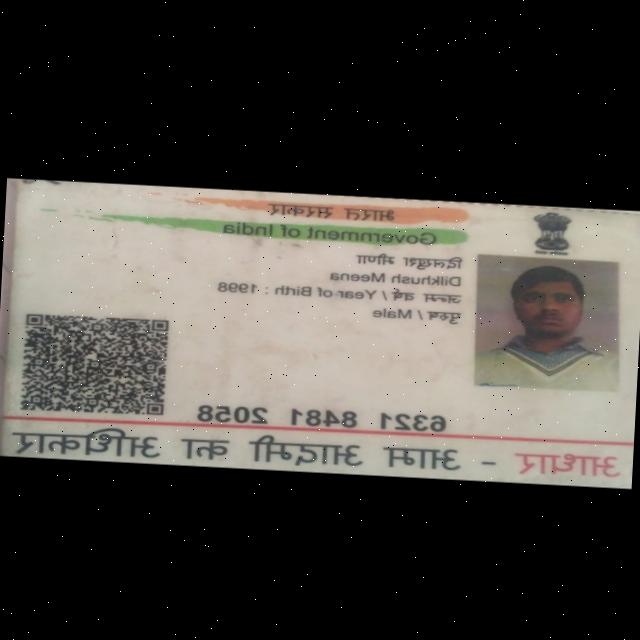 भारत सरकार
Government of India
दिलखुश मीणा
Dilkhush Meena
जन्म वर्ष / Year of Birth : 1998
पुरुष / Male
6321 8481 2058
आधार - आम आदमी का अधिकार